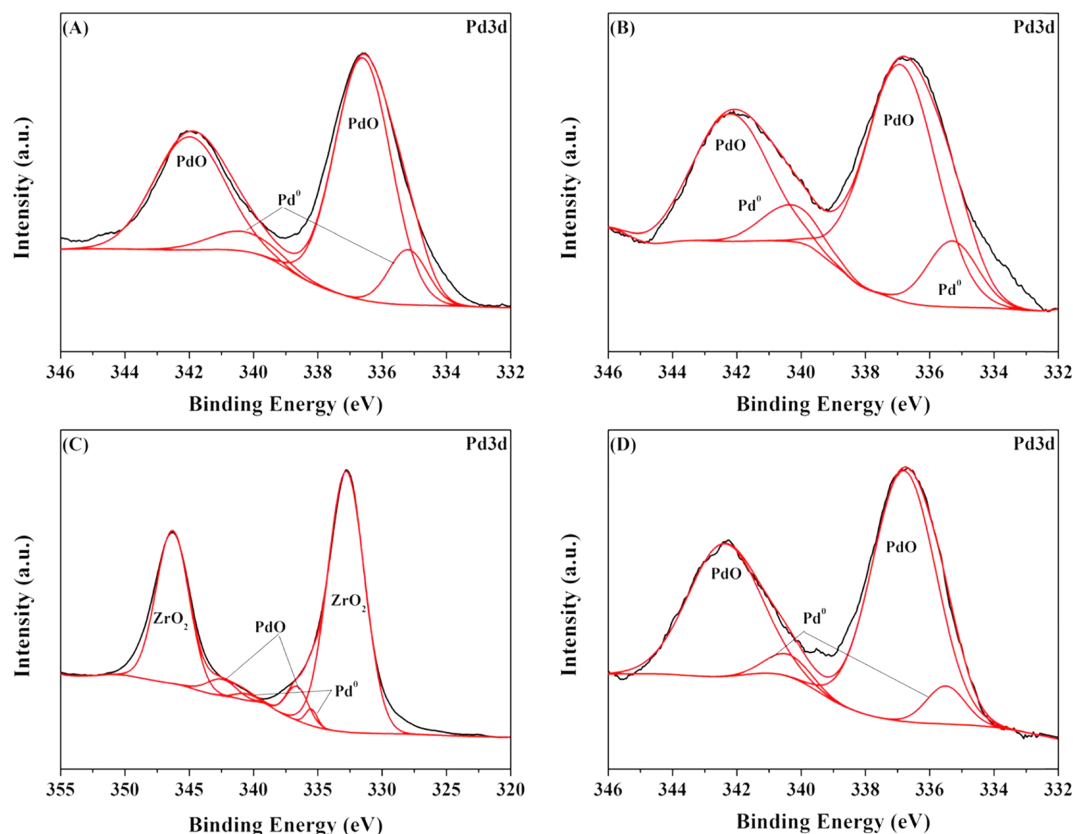 (A) Pd3d
PdO
PdO
Pd⁰
Intensity (a.u.)
346 344 342 340 338 336 334 332
Binding Energy (eV)
(B) Pd3d
PdO
PdO
Pd⁰
Pd⁰
Intensity (a.u.)
346 344 342 340 338 336 334 332
Binding Energy (eV)
(C) Pd3d
ZrO₂
ZrO₂
PdO
Pd⁰
Intensity (a.u.)
355 350 345 340 335 330 325 320
Binding Energy (eV)
(D) Pd3d
PdO
PdO
Pd⁰
Intensity (a.u.)
346 344 342 340 338 336 334 332
Binding Energy (eV)